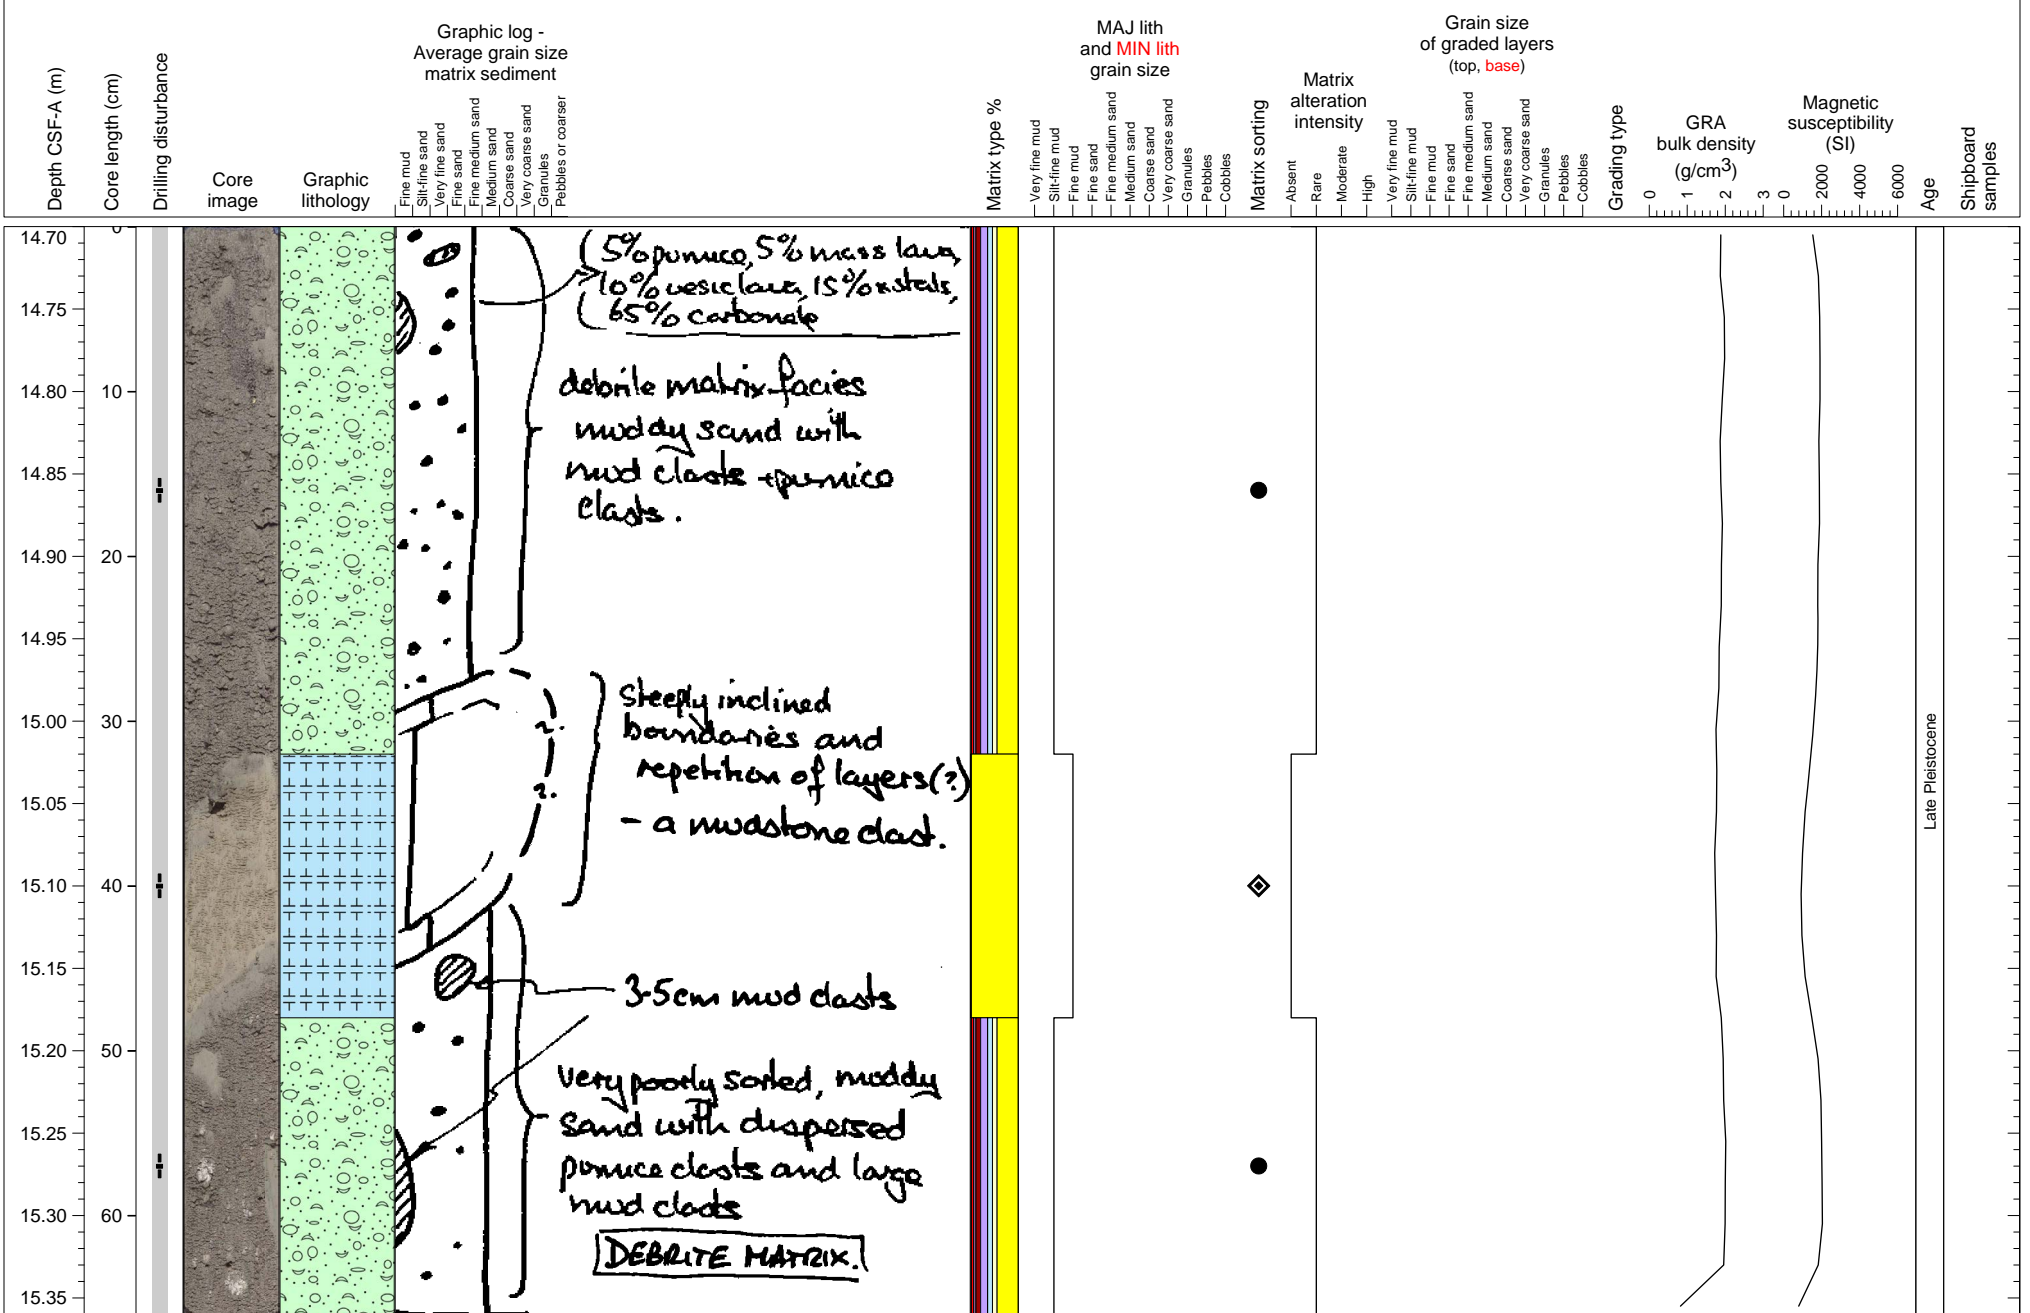 Depth CSF-A (m)
Core length (cm)
Drilling disturbance
Core
image
Graphic
lithology
Graphic log -
Average grain size
matrix sediment
Fine mud
Silt-fine sand
Very fine sand
Fine sand
Fine medium sand
Medium sand
Coarse sand
Very coarse sand
Granules
Pebbles or coarser
Matrix type %
MAJ lith
and MIN lith
grain size
Very fine mud
Silt-fine mud
Fine mud
Fine sand
Fine medium sand
Medium sand
Coarse sand
Very coarse sand
Granules
Pebbles
Cobbles
Matrix sorting
Matrix
alteration
intensity
Absent
Rare
Moderate
High
Grain size
of graded layers
(top, base)
Very fine mud
Silt-fine mud
Fine mud
Fine sand
Fine medium sand
Medium sand
Coarse sand
Very coarse sand
Granules
Pebbles
Cobbles
Grading type
GRA
bulk density
(g/cm3)
0 1 2 3
Magnetic
susceptibility
(SI)
0 2000 4000 6000
Age
Shipboard
samples
14.70
14.75
14.80
14.85
14.90
14.95
15.00
15.05
15.10
15.15
15.20
15.25
15.30
15.35
0
10
20
30
40
50
60
5% pumice, 5% mass lava,
10% vesic lava, 15% xstals,
65% carbonate
debrite matrix facies
muddy sand with
mud clasts + pumice
clasts.
Steeply inclined
boundaries and
repetition of layers (?)
- a mudstone clast.
?.
?.
3-5cm mud clasts
very poorly sorted, muddy
sand with dispersed
pumice clasts and large
mud clasts
DEBRITE MATRIX.
Late Pleistocene